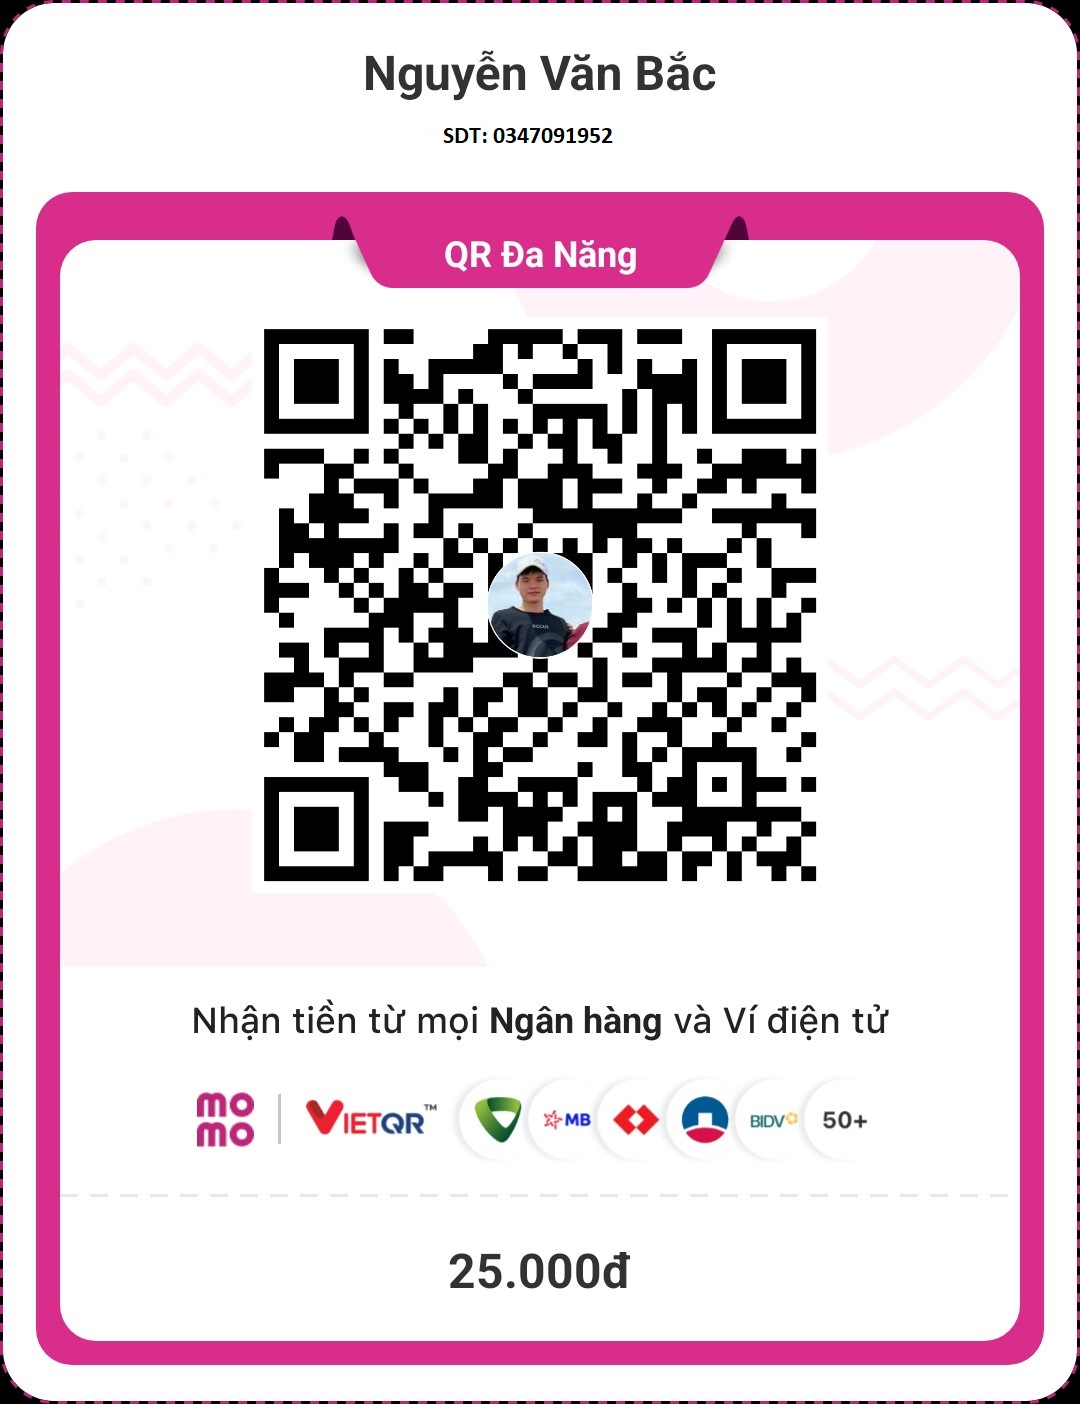 Nguyễn Văn Bắc
SDT: 0347091952
QR Đa Năng
Nhận tiền từ mọi Ngân hàng và Ví điện tử
mo
mo
VIETQR™
MB
BIDV
50+
25.000đ